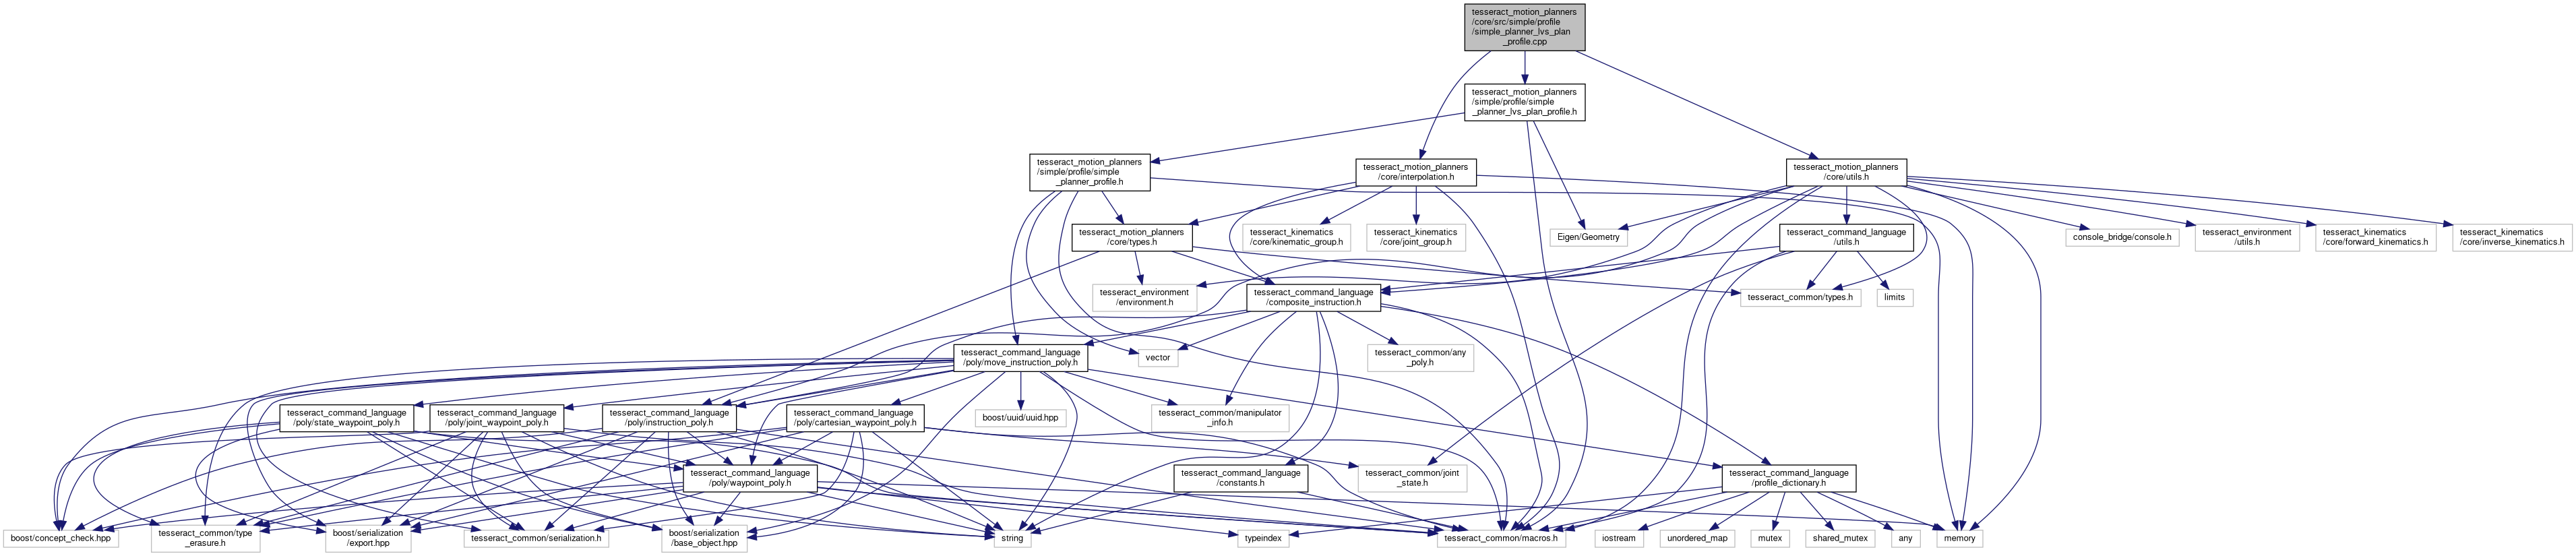 tesseract_motion_planners
/core/src/simple/profile
/simple_planner_lvs_plan
_profile.cpp
tesseract_motion_planners
/simple/profile/simple
_planner_lvs_plan_profile.h
tesseract_motion_planners
/simple/profile/simple
_planner_profile.h
tesseract_motion_planners
/core/interpolation.h
tesseract_motion_planners
/core/utils.h
tesseract_motion_planners
/core/types.h
tesseract_kinematics
/core/kinematic_group.h
tesseract_kinematics
/core/joint_group.h
Eigen/Geometry
tesseract_command_language
/utils.h
console_bridge/console.h
tesseract_environment
/utils.h
tesseract_kinematics
/core/forward_kinematics.h
tesseract_kinematics
/core/inverse_kinematics.h
tesseract_environment
/environment.h
tesseract_command_language
/composite_instruction.h
tesseract_common/types.h
limits
tesseract_command_language
/poly/move_instruction_poly.h
vector
tesseract_common/any
_poly.h
tesseract_command_language
/poly/state_waypoint_poly.h
tesseract_command_language
/poly/joint_waypoint_poly.h
tesseract_command_language
/poly/instruction_poly.h
tesseract_command_language
/poly/cartesian_waypoint_poly.h
boost/uuid/uuid.hpp
tesseract_common/manipulator
_info.h
tesseract_command_language
/poly/waypoint_poly.h
tesseract_command_language
/constants.h
tesseract_common/joint
_state.h
tesseract_command_language
/profile_dictionary.h
boost/concept_check.hpp
tesseract_common/type
_erasure.h
boost/serialization
/export.hpp
tesseract_common/serialization.h
boost/serialization
/base_object.hpp
string
typeindex
tesseract_common/macros.h
iostream
unordered_map
mutex
shared_mutex
any
memory